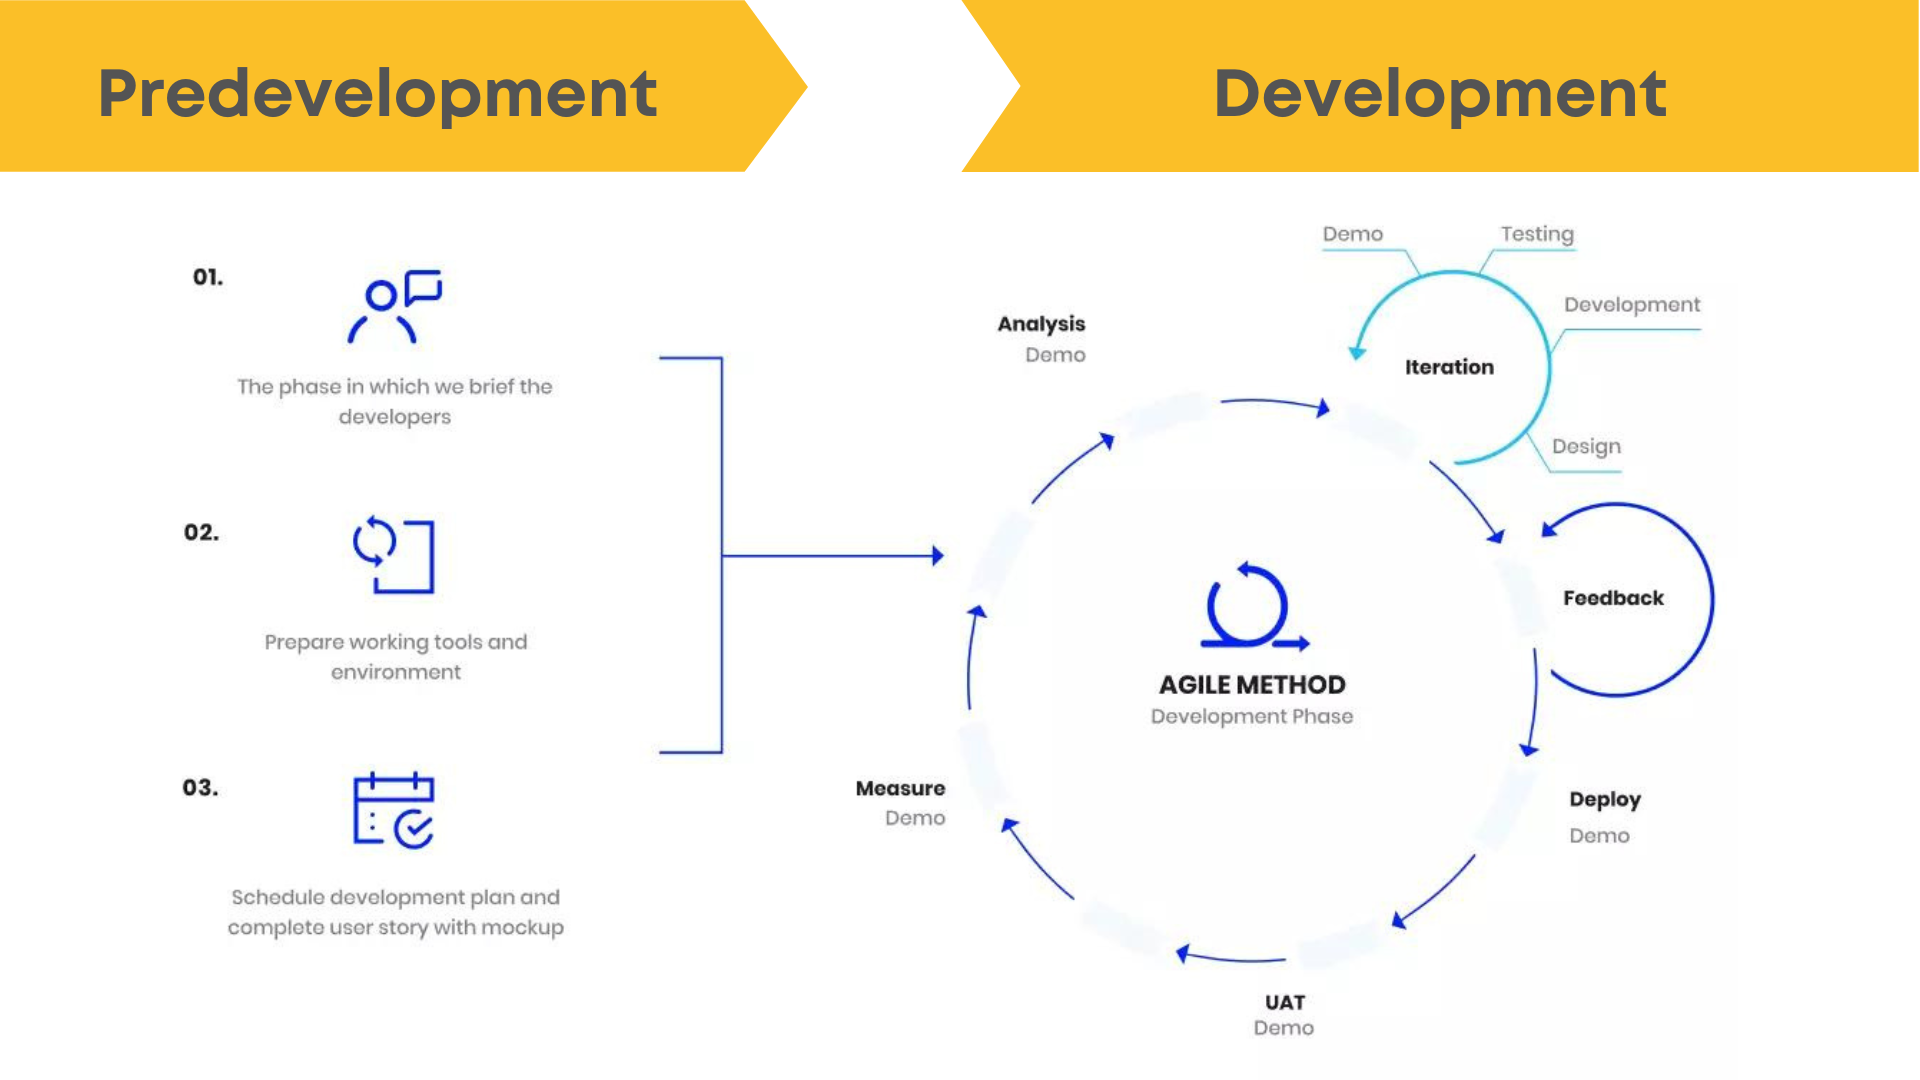 Predevelopment
Development
01.
The phase in which we brief the
developers
02.
Prepare working tools and
environment
03.
Schedule development plan and
complete user story with mockup
Analysis
Demo
Demo
Testing
Development
Iteration
Design
Feedback
AGILE METHOD
Development Phase
Measure
Demo
Deploy
Demo
UAT
Demo